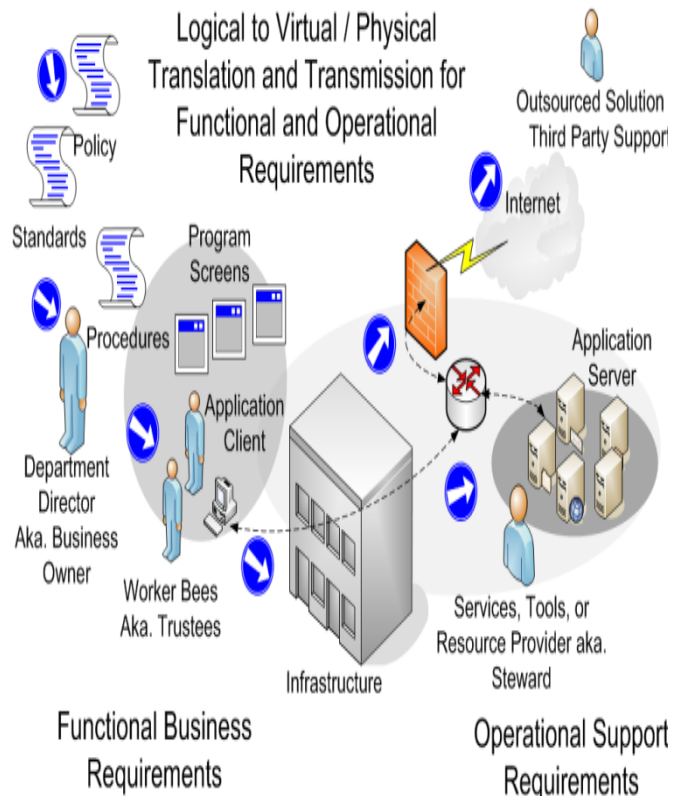 Logical to Virtual / Physical
Translation and Transmission for
Functional and Operational
Requirements
Outsourced Solution
Third Party Support
Policy
Internet
Standards
Program
Screens
Procedures
Application
Server
Application
Client
Department
Director
Aka. Business
Owner
Worker Bees
Aka. Trustees
Services, Tools, or
Resource Provider aka.
Steward
Infrastructure
Functional Business
Requirements
Operational Support
Requirements